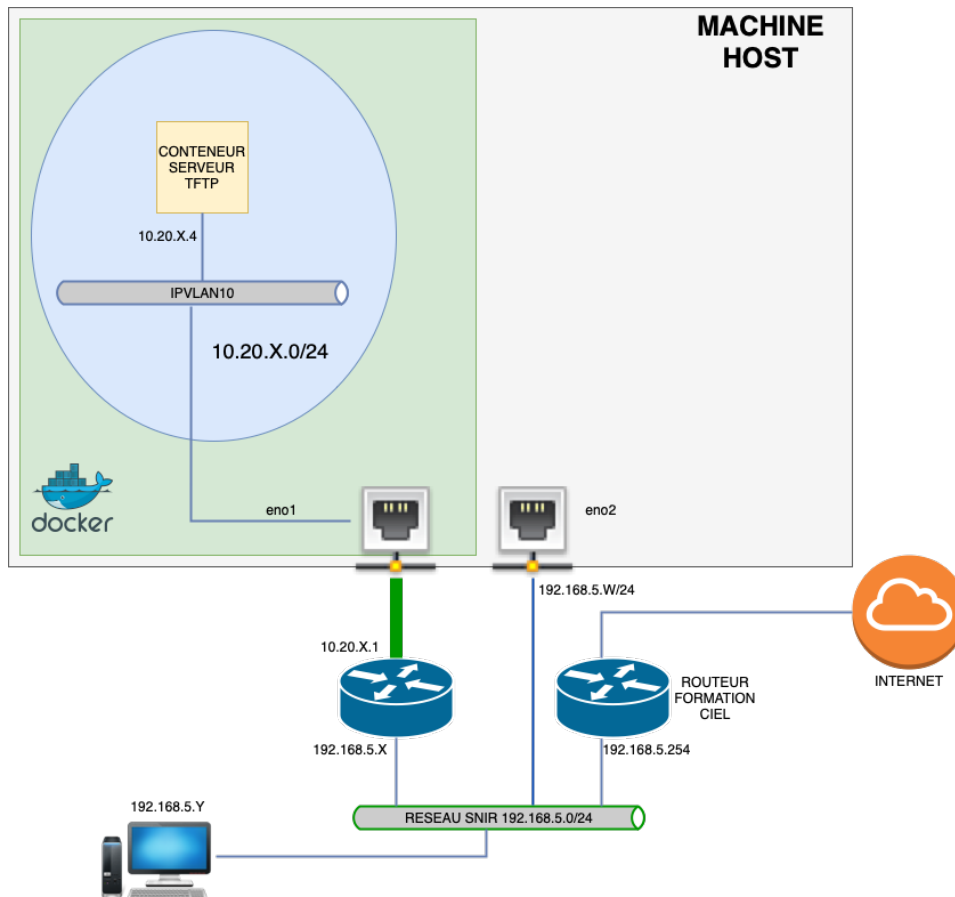 MACHINE
HOST
CONTENEUR
SERVEUR
TFTP
10.20.X.4
IPVLAN10
10.20.X.0/24
docker
eno1
eno2
192.168.5.W/24
10.20.X.1
INTERNET
ROUTEUR
FORMATION
CIEL
192.168.5.X
192.168.5.254
192.168.5.Y
RESEAU SNIR 192.168.5.0/24